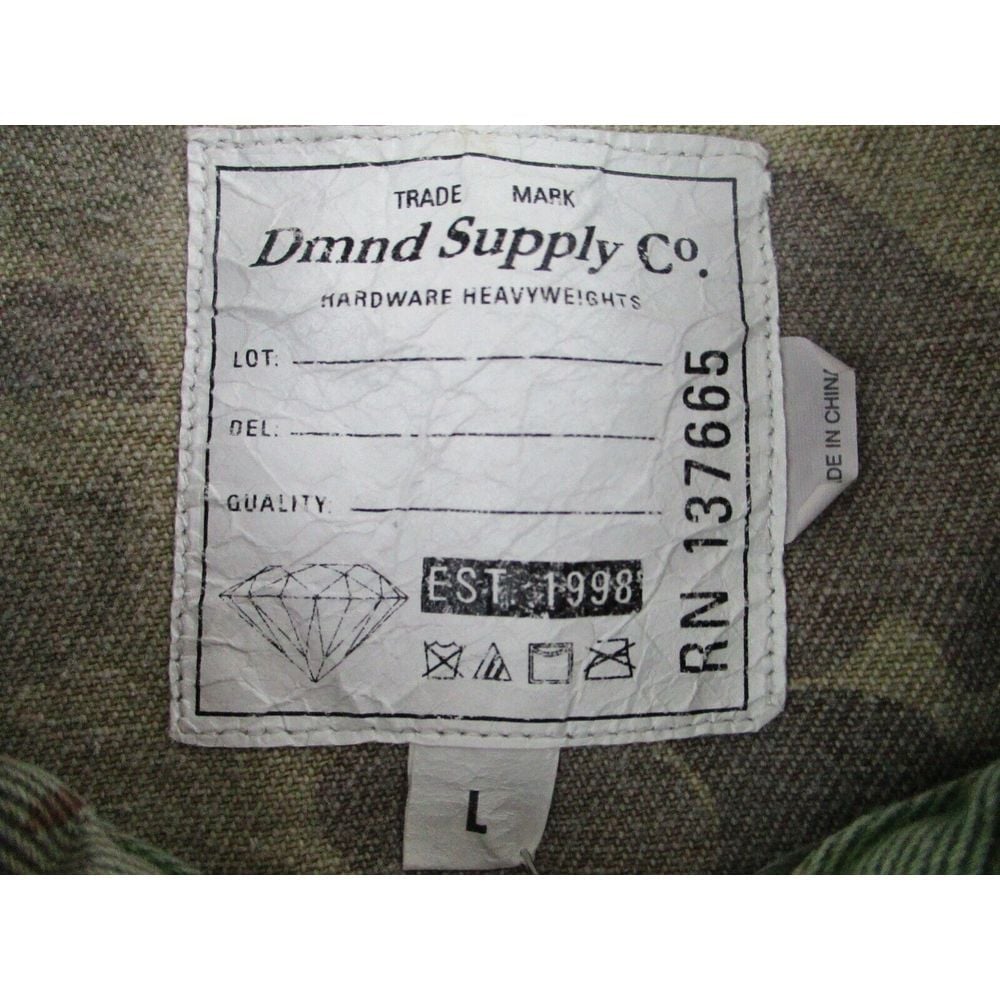 TRADE MARK
Dmnd Supply Co.
HARDWARE HEAVYWEIGHTS
LOT:
DEL:
QUALITY:
EST. 1998
RN 137665
DE IN CHINA
L